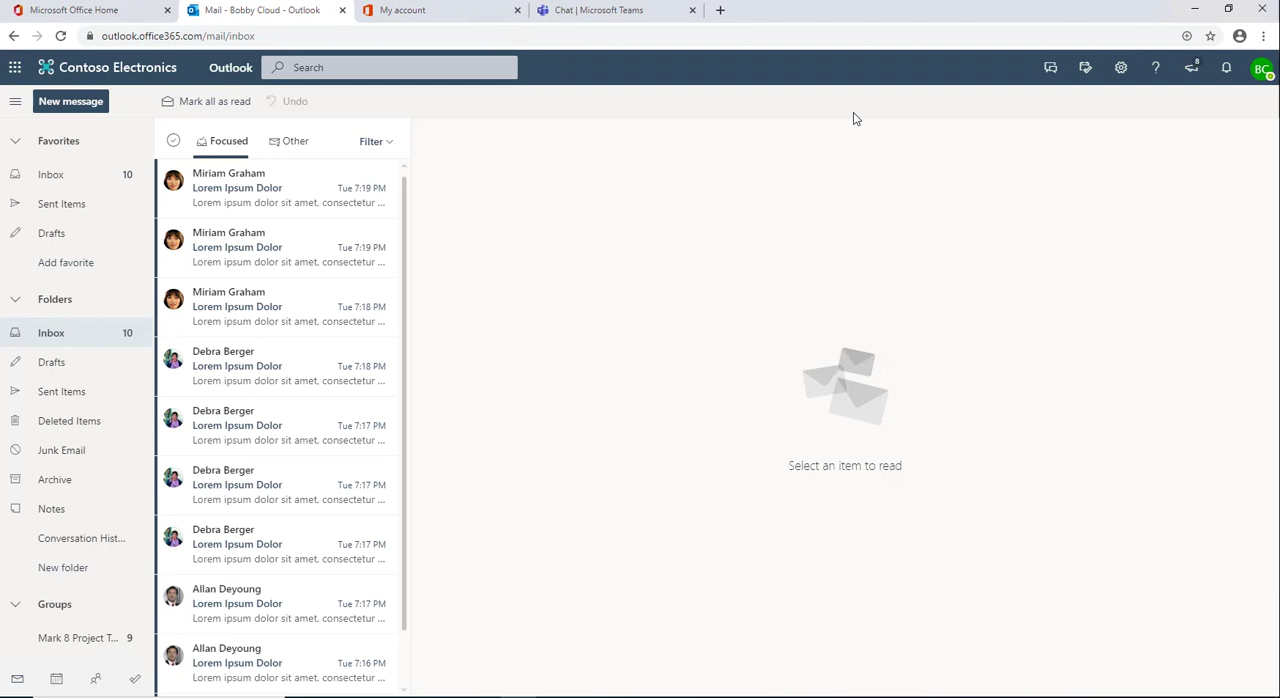 Microsoft Office Home
Mail - Bobby Cloud - Outlook
My account
Chat | Microsoft Teams
outlook.office365.com/mail/inbox
Contoso Electronics
Outlook
Search
8
BC
New message
Mark all as read
Undo
Favorites
Inbox 10
Sent Items
Drafts
Add favorite
Folders
Inbox 10
Drafts
Sent Items
Deleted Items
Junk Email
Archive
Notes
Conversation Hist...
New folder
Groups
Mark 8 Project T... 9
Focused
Other
Filter
Miriam Graham
Lorem Ipsum Dolor Tue 7:19 PM
Lorem ipsum dolor sit amet, consectetur ...
Miriam Graham
Lorem Ipsum Dolor Tue 7:19 PM
Lorem ipsum dolor sit amet, consectetur ...
Miriam Graham
Lorem Ipsum Dolor Tue 7:18 PM
Lorem ipsum dolor sit amet, consectetur ...
Debra Berger
Lorem Ipsum Dolor Tue 7:18 PM
Lorem ipsum dolor sit amet, consectetur ...
Debra Berger
Lorem Ipsum Dolor Tue 7:17 PM
Lorem ipsum dolor sit amet, consectetur ...
Debra Berger
Lorem Ipsum Dolor Tue 7:17 PM
Lorem ipsum dolor sit amet, consectetur ...
Debra Berger
Lorem Ipsum Dolor Tue 7:17 PM
Lorem ipsum dolor sit amet, consectetur ...
Allan Deyoung
Lorem Ipsum Dolor Tue 7:17 PM
Lorem ipsum dolor sit amet, consectetur ...
Allan Deyoung
Lorem Ipsum Dolor Tue 7:16 PM
Lorem ipsum dolor sit amet, consectetur ...
Select an item to read